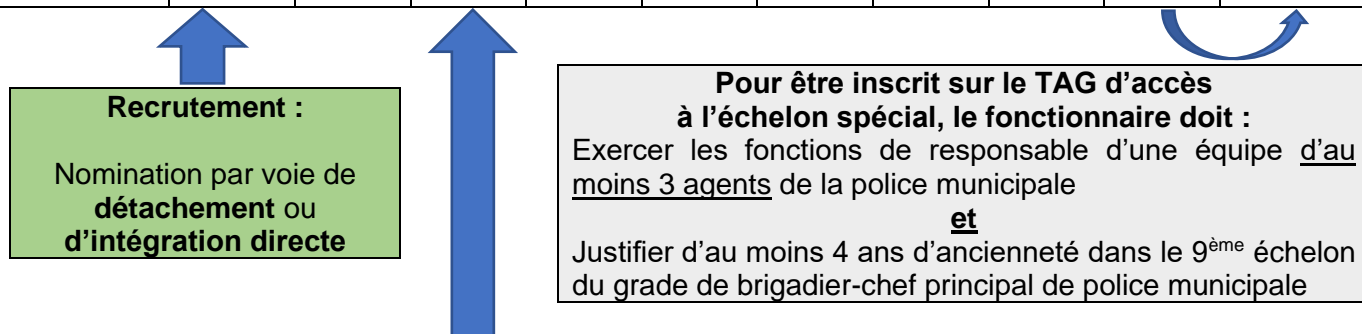 Recrutement :
Nomination par voie de
détachement ou
d'intégration directe
Pour être inscrit sur le TAG d'accès
à l'échelon spécial, le fonctionnaire doit :
Exercer les fonctions de responsable d'une équipe d'au
moins 3 agents de la police municipale
et
Justifier d'au moins 4 ans d'ancienneté dans le 9ème échelon
du grade de brigadier-chef principal de police municipale